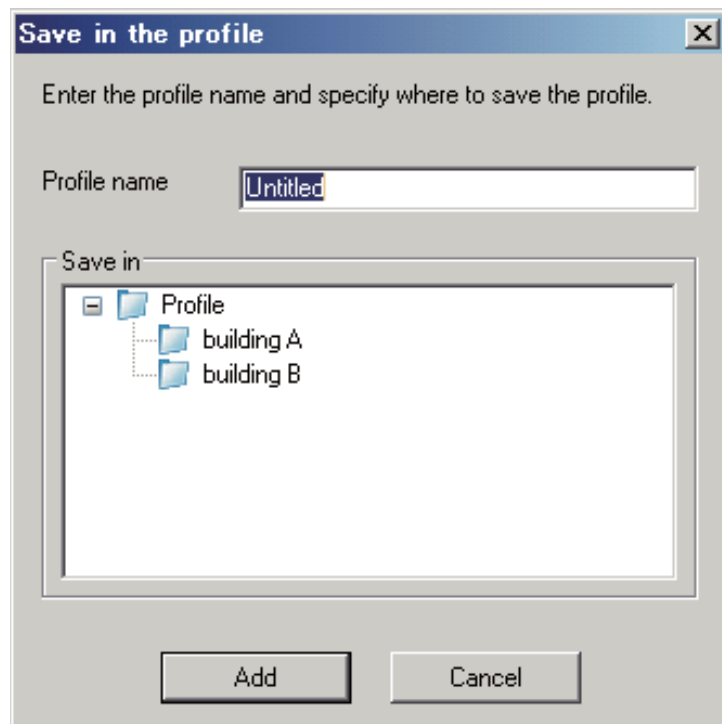 Save in the profile
Enter the profile name and specify where to save the profile.
Profile name Untitled
Save in
Profile
building A
building B
Add Cancel